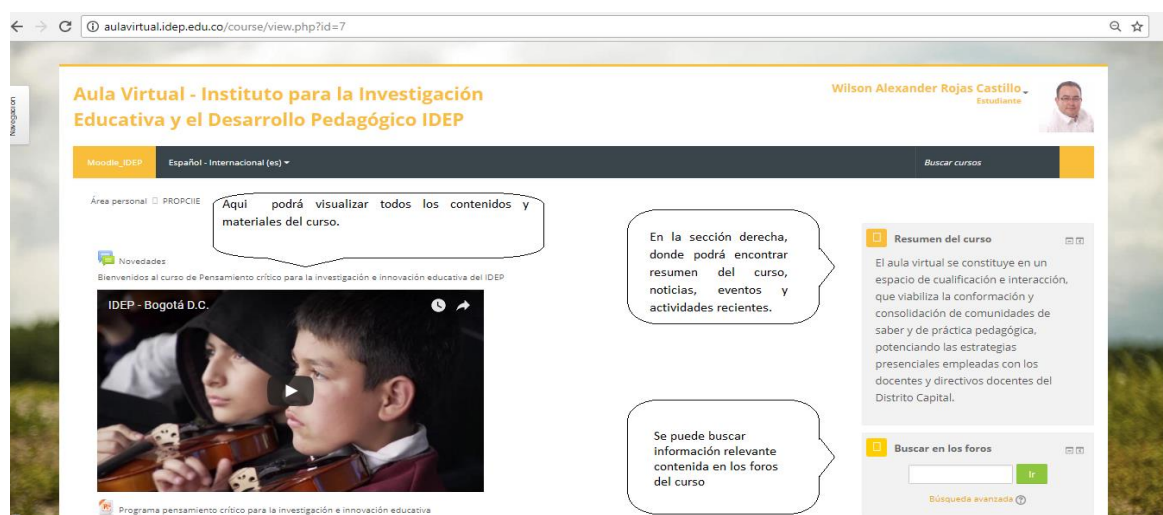 aulavirtual.idep.edu.co/course/view.php?id=7
Navegación
Aula Virtual - Instituto para la Investigación
Educativa y el Desarrollo Pedagógico IDEP
Wilson Alexander Rojas Castillo
Estudiante
Moodle_IDEP
Español - Internacional (es)
Buscar cursos
Área personal
PROPCIIE
Aqui podrá visualizar todos los contenidos y
materiales del curso.
Novedades
Bienvenidos al curso de Pensamiento crítico para la investigación e innovación educativa del IDEP
IDEP - Bogotá D.C.
Programa pensamiento crítico para la investigación e innovación educativa
En la sección derecha,
donde podrá encontrar
resumen del curso,
noticias, eventos y
actividades recientes.
Se puede buscar
información relevante
contenida en los foros
del curso
Resumen del curso
El aula virtual se constituye en un
espacio de cualificación e interacción,
que viabiliza la conformación y
consolidación de comunidades de
saber y de práctica pedagógica,
potenciando las estrategias
presenciales empleadas con los
docentes y directivos docentes del
Distrito Capital.
Buscar en los foros
Ir
Búsqueda avanzada